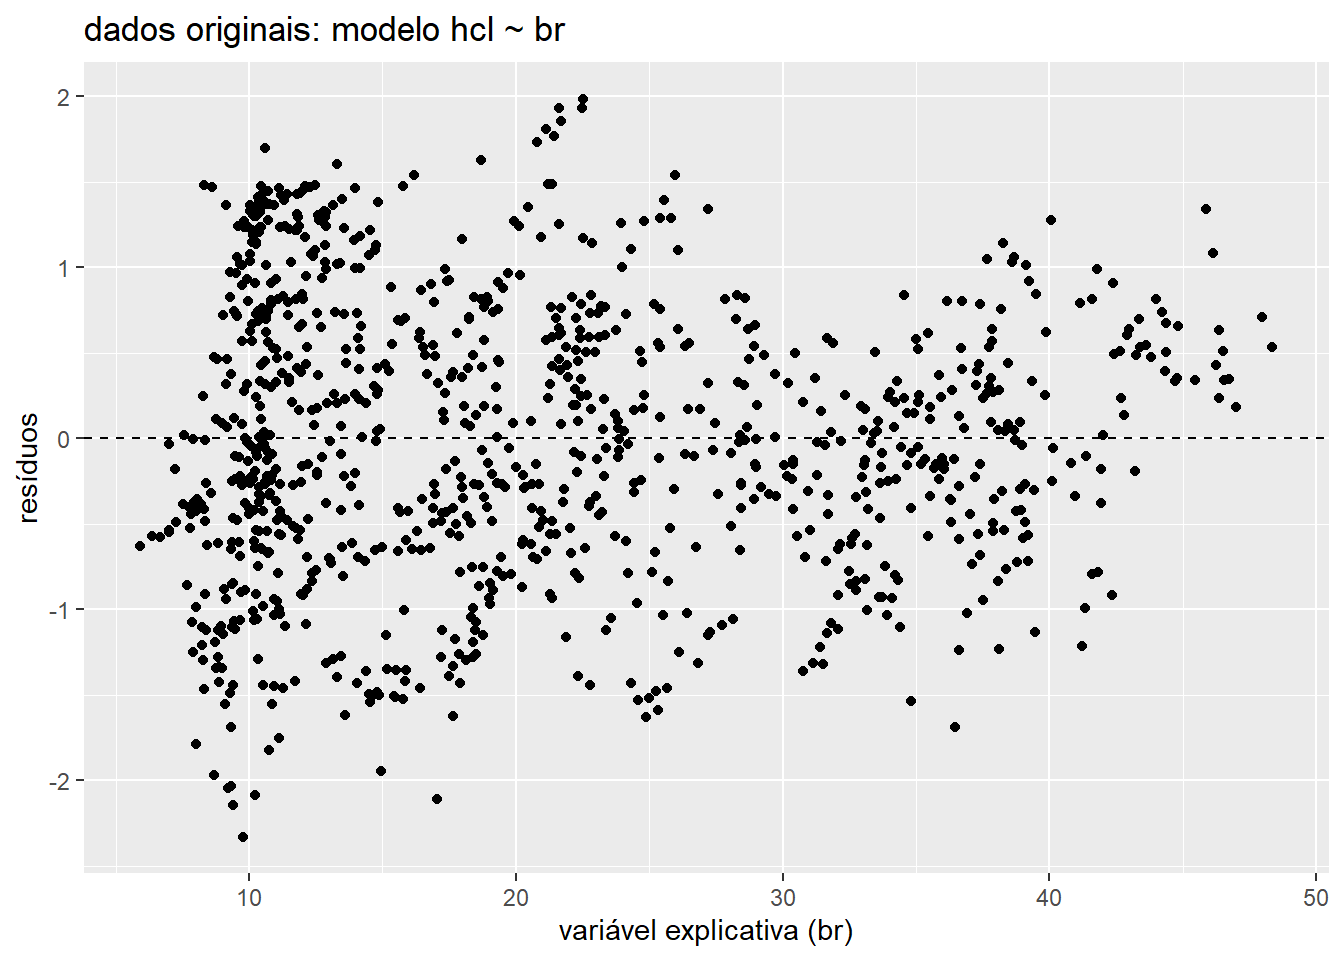 dados originais: modelo hcl ~ br
resíduos
2
1
0
-1
-2
10 20 30 40 50
variável explicativa (br)